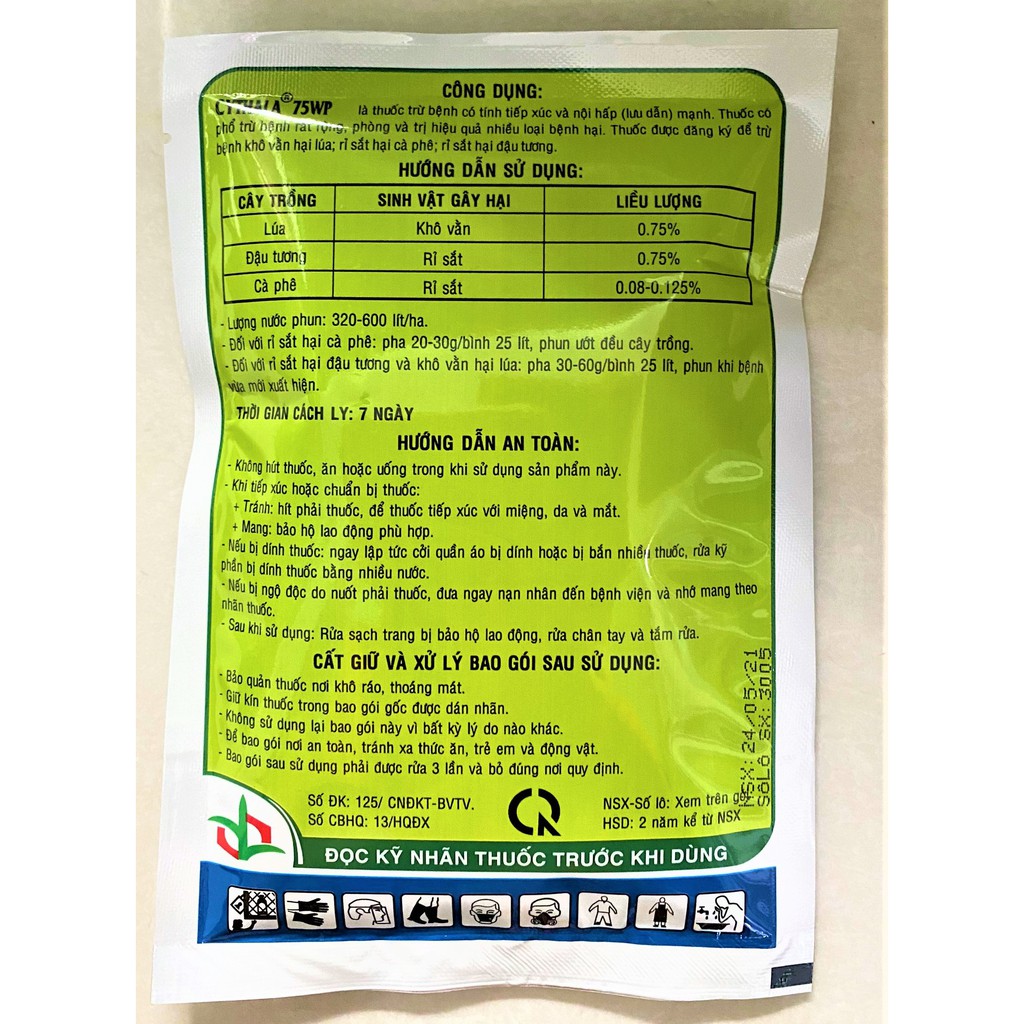 CÔNG DỤNG:
CYTHALA® 75WP là thuốc trừ bệnh có tính tiếp xúc và nội hấp (lưu dẫn) mạnh. Thuốc có
phổ trừ bệnh rất rộng, phòng và trị hiệu quả nhiều loại bệnh hại. Thuốc được đăng ký để trừ
bệnh khô vằn hại lúa; rỉ sắt hại cà phê; rỉ sắt hại đậu tương.
HƯỚNG DẪN SỬ DỤNG:
CÂY TRỒNG SINH VẬT GÂY HẠI LIỀU LƯỢNG
Lúa Khô vằn 0.75%
Đậu tương Rỉ sắt 0.75%
Cà phê Rỉ sắt 0.08-0.125%
- Lượng nước phun: 320-600 lít/ha.
- Đối với rỉ sắt hại cà phê: pha 20-30g/bình 25 lít, phun ướt đều cây trồng.
- Đối với rỉ sắt hại đậu tương và khô vằn hại lúa: pha 30-60g/bình 25 lít, phun khi bệnh
vừa mới xuất hiện.
THỜI GIAN CÁCH LY: 7 NGÀY
HƯỚNG DẪN AN TOÀN:
- Không hút thuốc, ăn hoặc uống trong khi sử dụng sản phẩm này.
- Khi tiếp xúc hoặc chuẩn bị thuốc:
+ Tránh: hít phải thuốc, để thuốc tiếp xúc với miệng, da và mắt.
+ Mang: bảo hộ lao động phù hợp.
- Nếu bị dính thuốc: ngay lập tức cởi quần áo bị dính hoặc bị bắn nhiều thuốc, rửa kỹ
phần bị dính thuốc bằng nhiều nước.
- Nếu bị ngộ độc do nuốt phải thuốc, đưa ngay nạn nhân đến bệnh viện và nhớ mang theo
nhãn thuốc.
- Sau khi sử dụng: Rửa sạch trang bị bảo hộ lao động, rửa chân tay và tắm rửa.
CẤT GIỮ VÀ XỬ LÝ BAO GÓI SAU SỬ DỤNG:
- Bảo quản thuốc nơi khô ráo, thoáng mát.
- Giữ kín thuốc trong bao gói gốc được dán nhãn.
- Không sử dụng lại bao gói này vì bất kỳ lý do nào khác.
- Để bao gói nơi an toàn, tránh xa thức ăn, trẻ em và động vật.
- Bao gói sau sử dụng phải được rửa 3 lần và bỏ đúng nơi quy định.
NSX: 24/05/21
SốLô SX: 3005
Số ĐK: 125/ CNĐKT-BVTV.
Số CBHQ: 13/HQĐX
NSX-Số lô: Xem trên gói
HSD: 2 năm kể từ NSX
ĐỌC KỸ NHÃN THUỐC TRƯỚC KHI DÙNG